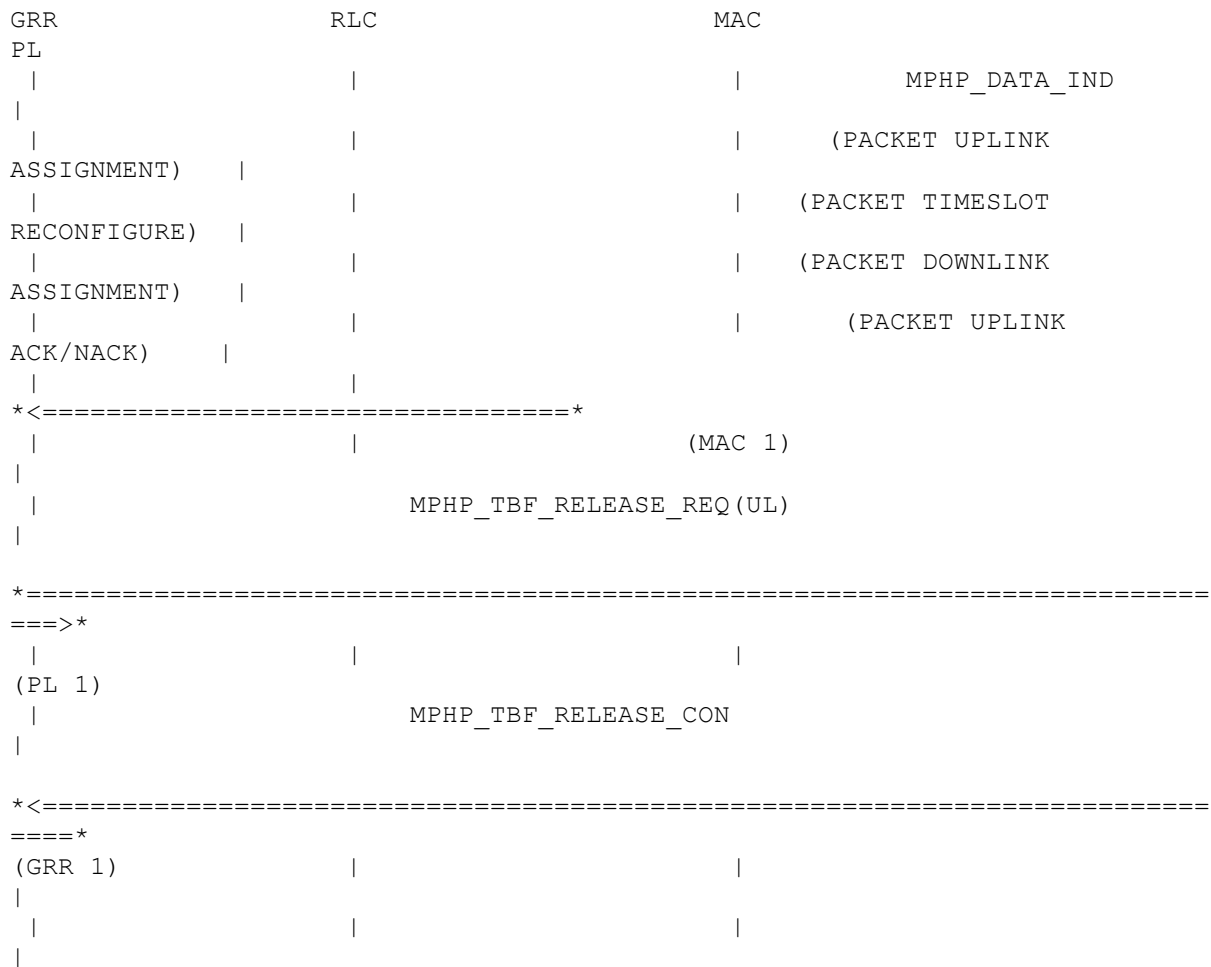 GRR                 RLC                     MAC
PL
 |                   |                       |          MPHP_DATA_IND
|
 |                   |                       |     (PACKET UPLINK
ASSIGNMENT)   |
 |                   |                       |   (PACKET TIMESLOT
RECONFIGURE)  |
 |                   |                       |   (PACKET DOWNLINK
ASSIGNMENT)   |
 |                   |                       |      (PACKET UPLINK
ACK/NACK)    |
 |                   |
*<=================================*
 |                   |                    (MAC 1)
|
 |                       MPHP_TBF_RELEASE_REQ(UL)
|
*==========================================================================
===>*
 |                   |                       |
(PL 1)
 |                       MPHP_TBF_RELEASE_CON
|
*<=========================================================================
====*
(GRR 1)              |                       |
|
 |                   |                       |
|